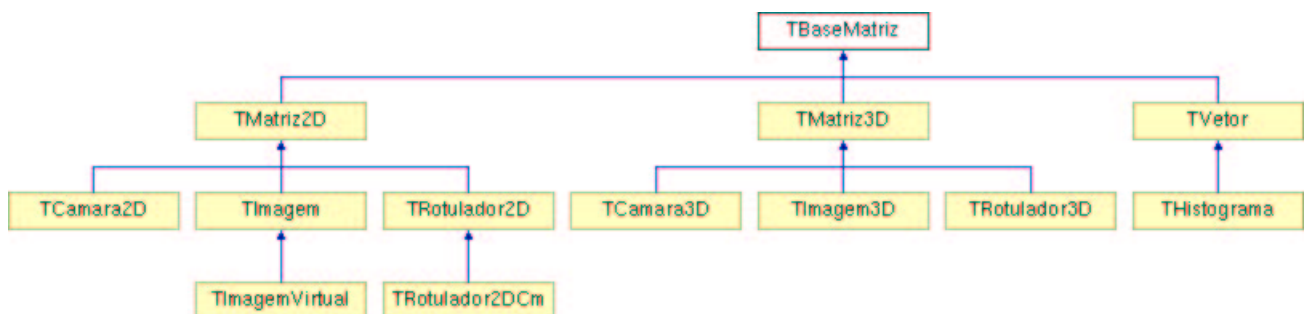 TBaseMatriz
TMatriz2D TMatriz3D TVetor
TCamara2D TImagem TRotulador2D TCamara3D TImagem3D TRotulador3D THistograma
TImagemVirtual TRotulador2DCm